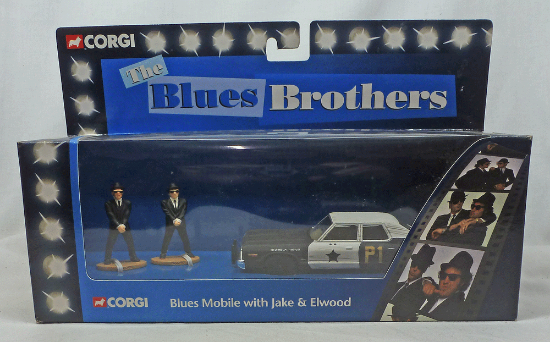 CORGI
The
Blues Brothers
P1
CORGI Blues Mobile with Jake & Elwood